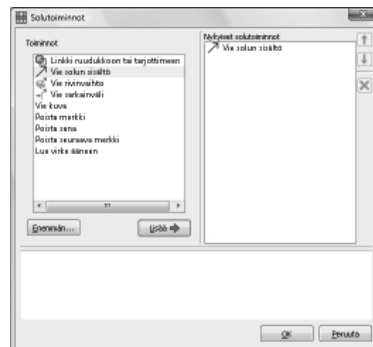 Solutoiminnot
Toiminnot
Linkki ruudukkoon tai tarjottimeen
Vie solun sisältö
Vie rivinvaihto
Vie sarkainväli
Vie kuva
Poista merkki
Poista sana
Poista seuraava merkki
Lue virke ääneen
Enemmän...
Lisää
Nykyiset solutoiminnot
Vie solun sisältö
OK
Peruuta